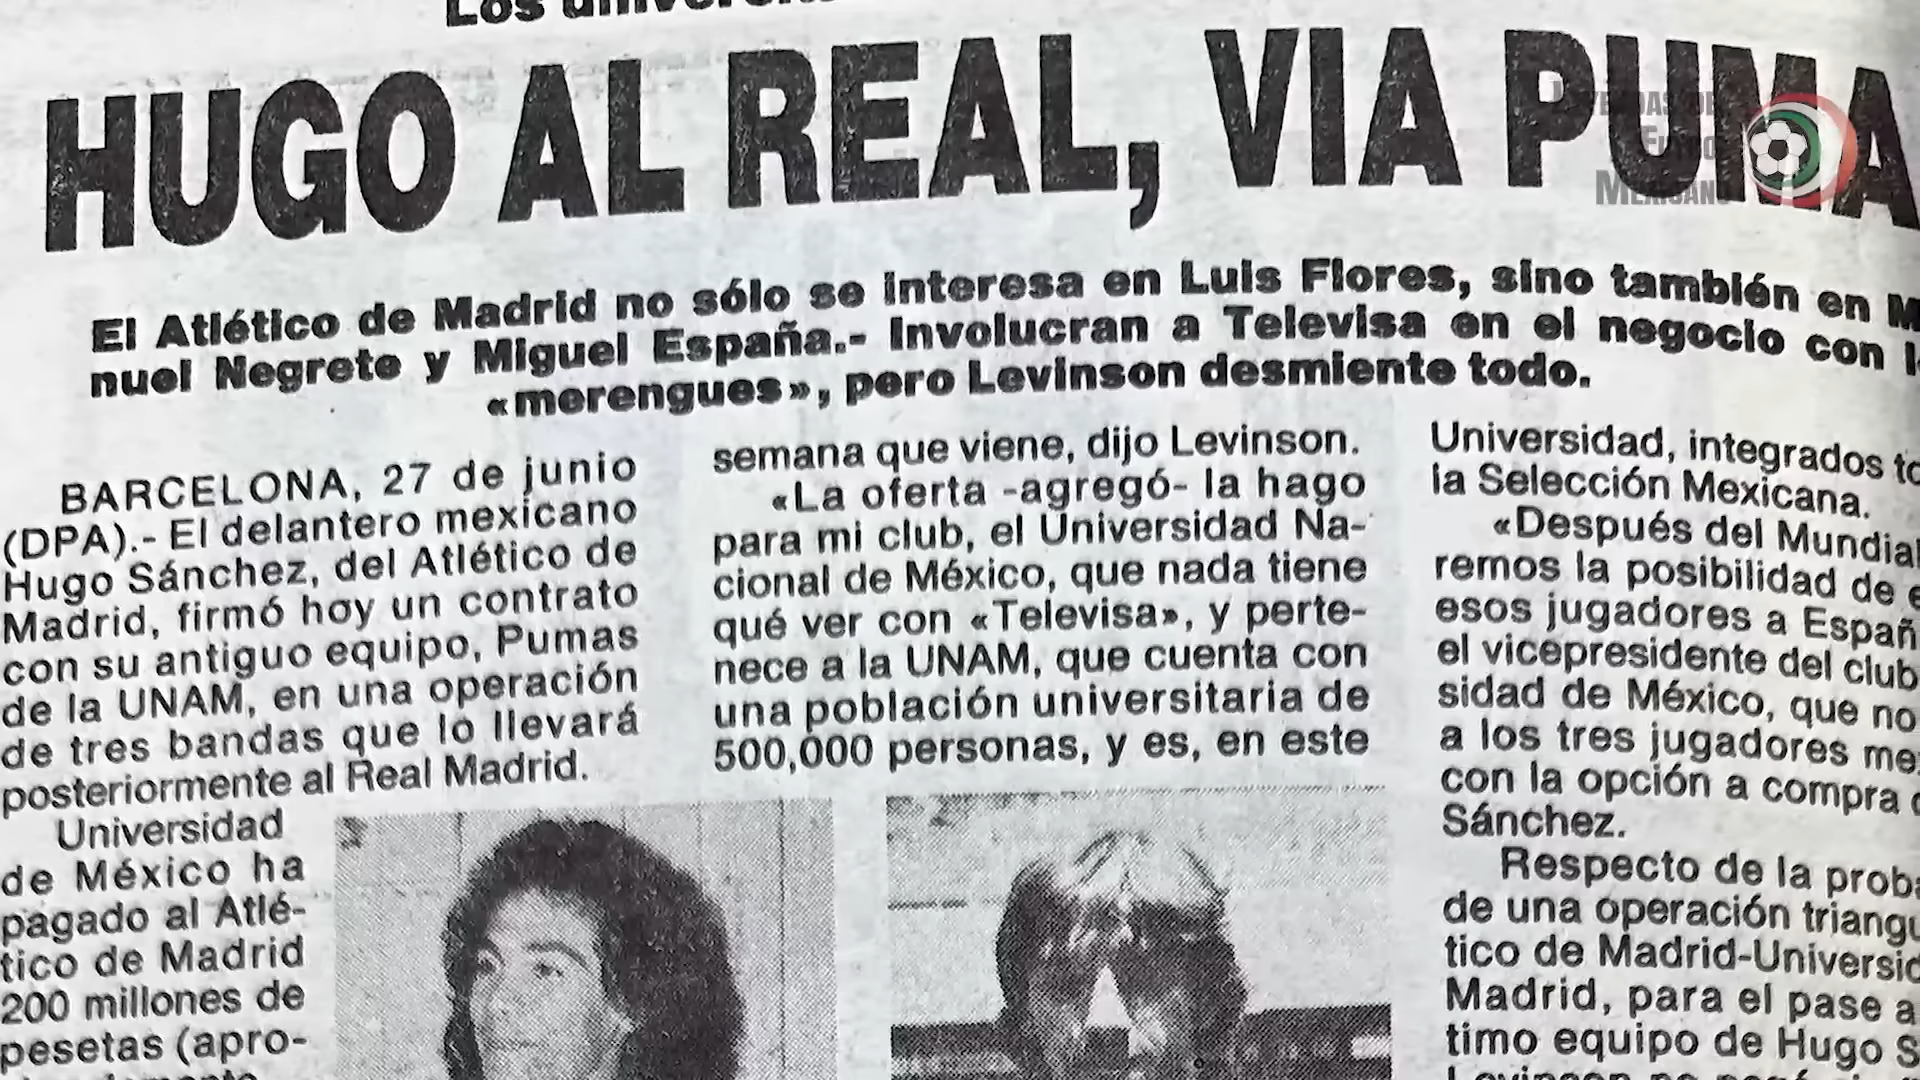 Los
HUGO AL REAL, VIA PUMA
LEYENDAS DEL
FUTBOL
MEXICANO
El Atlético de Madrid no sólo se interesa en Luis Flores, sino también en M
nuel Negrete y Miguel España.- Involucran a Televisa en el negocio con l
«merengues», pero Levinson desmiente todo.
BARCELONA, 27 de junio
(DPA).- El delantero mexicano
Hugo Sánchez, del Atlético de
Madrid, firmó hoy un contrato
con su antiguo equipo, Pumas
de la UNAM, en una operación
de tres bandas que lo llevará
posteriormente al Real Madrid.
Universidad
de México ha
pagado al Atlé-
tico de Madrid
200 millones de
pesetas (apro-
semana que viene, dijo Levinson.
«La oferta -agregó- la hago
para mi club, el Universidad Na-
cional de México, que nada tiene
qué ver con «Televisa», y perte-
nece a la UNAM, que cuenta con
una población universitaria de
500,000 personas, y es, en este
Universidad, integrados to
la Selección Mexicana.
«Después del Mundial
remos la posibilidad de e
esos jugadores a Españ
el vicepresidente del club
sidad de México, que no
a los tres jugadores me
con la opción a compra d
Sánchez.
Respecto de la proba
de una operación triangu
tico de Madrid-Universid
Madrid, para el pase a
timo equipo de Hugo S